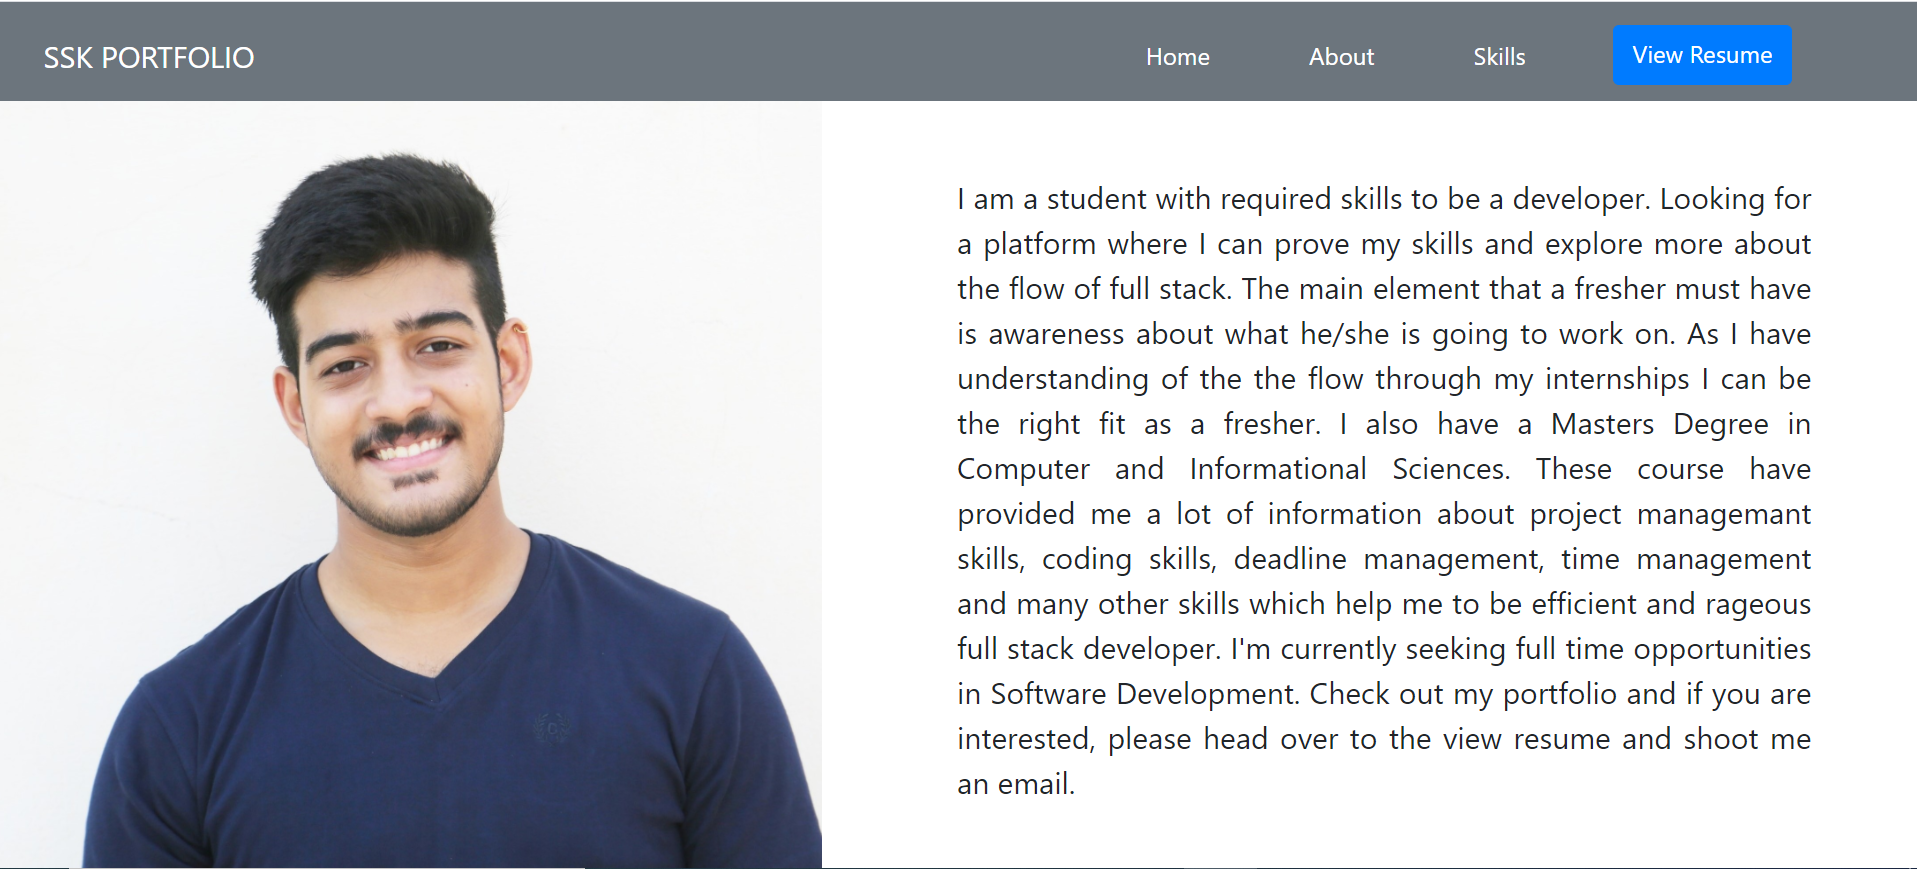 SSK PORTFOLIO
Home
About
Skills
View Resume
I am a student with required skills to be a developer. Looking for
a platform where I can prove my skills and explore more about
the flow of full stack. The main element that a fresher must have
is awareness about what he/she is going to work on. As I have
understanding of the the flow through my internships I can be
the right fit as a fresher. I also have a Masters Degree in
Computer and Informational Sciences. These course have
provided me a lot of information about project managemant
skills, coding skills, deadline management, time management
and many other skills which help me to be efficient and rageous
full stack developer. I'm currently seeking full time opportunities
in Software Development. Check out my portfolio and if you are
interested, please head over to the view resume and shoot me
an email.